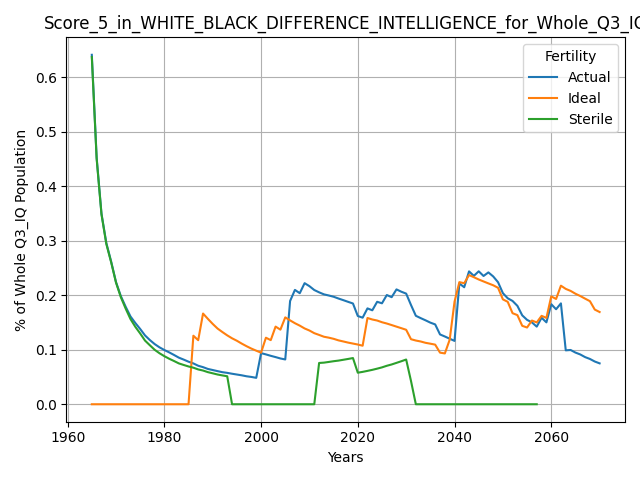 Score_5_in_WHITE_BLACK_DIFFERENCE_INTELLIGENCE_for_Whole_Q3_IQ
Fertility
Actual
Ideal
Sterile
% of Whole Q3_IQ Population
0.6
0.5
0.4
0.3
0.2
0.1
0.0
1960 1980 2000 2020 2040 2060
Years